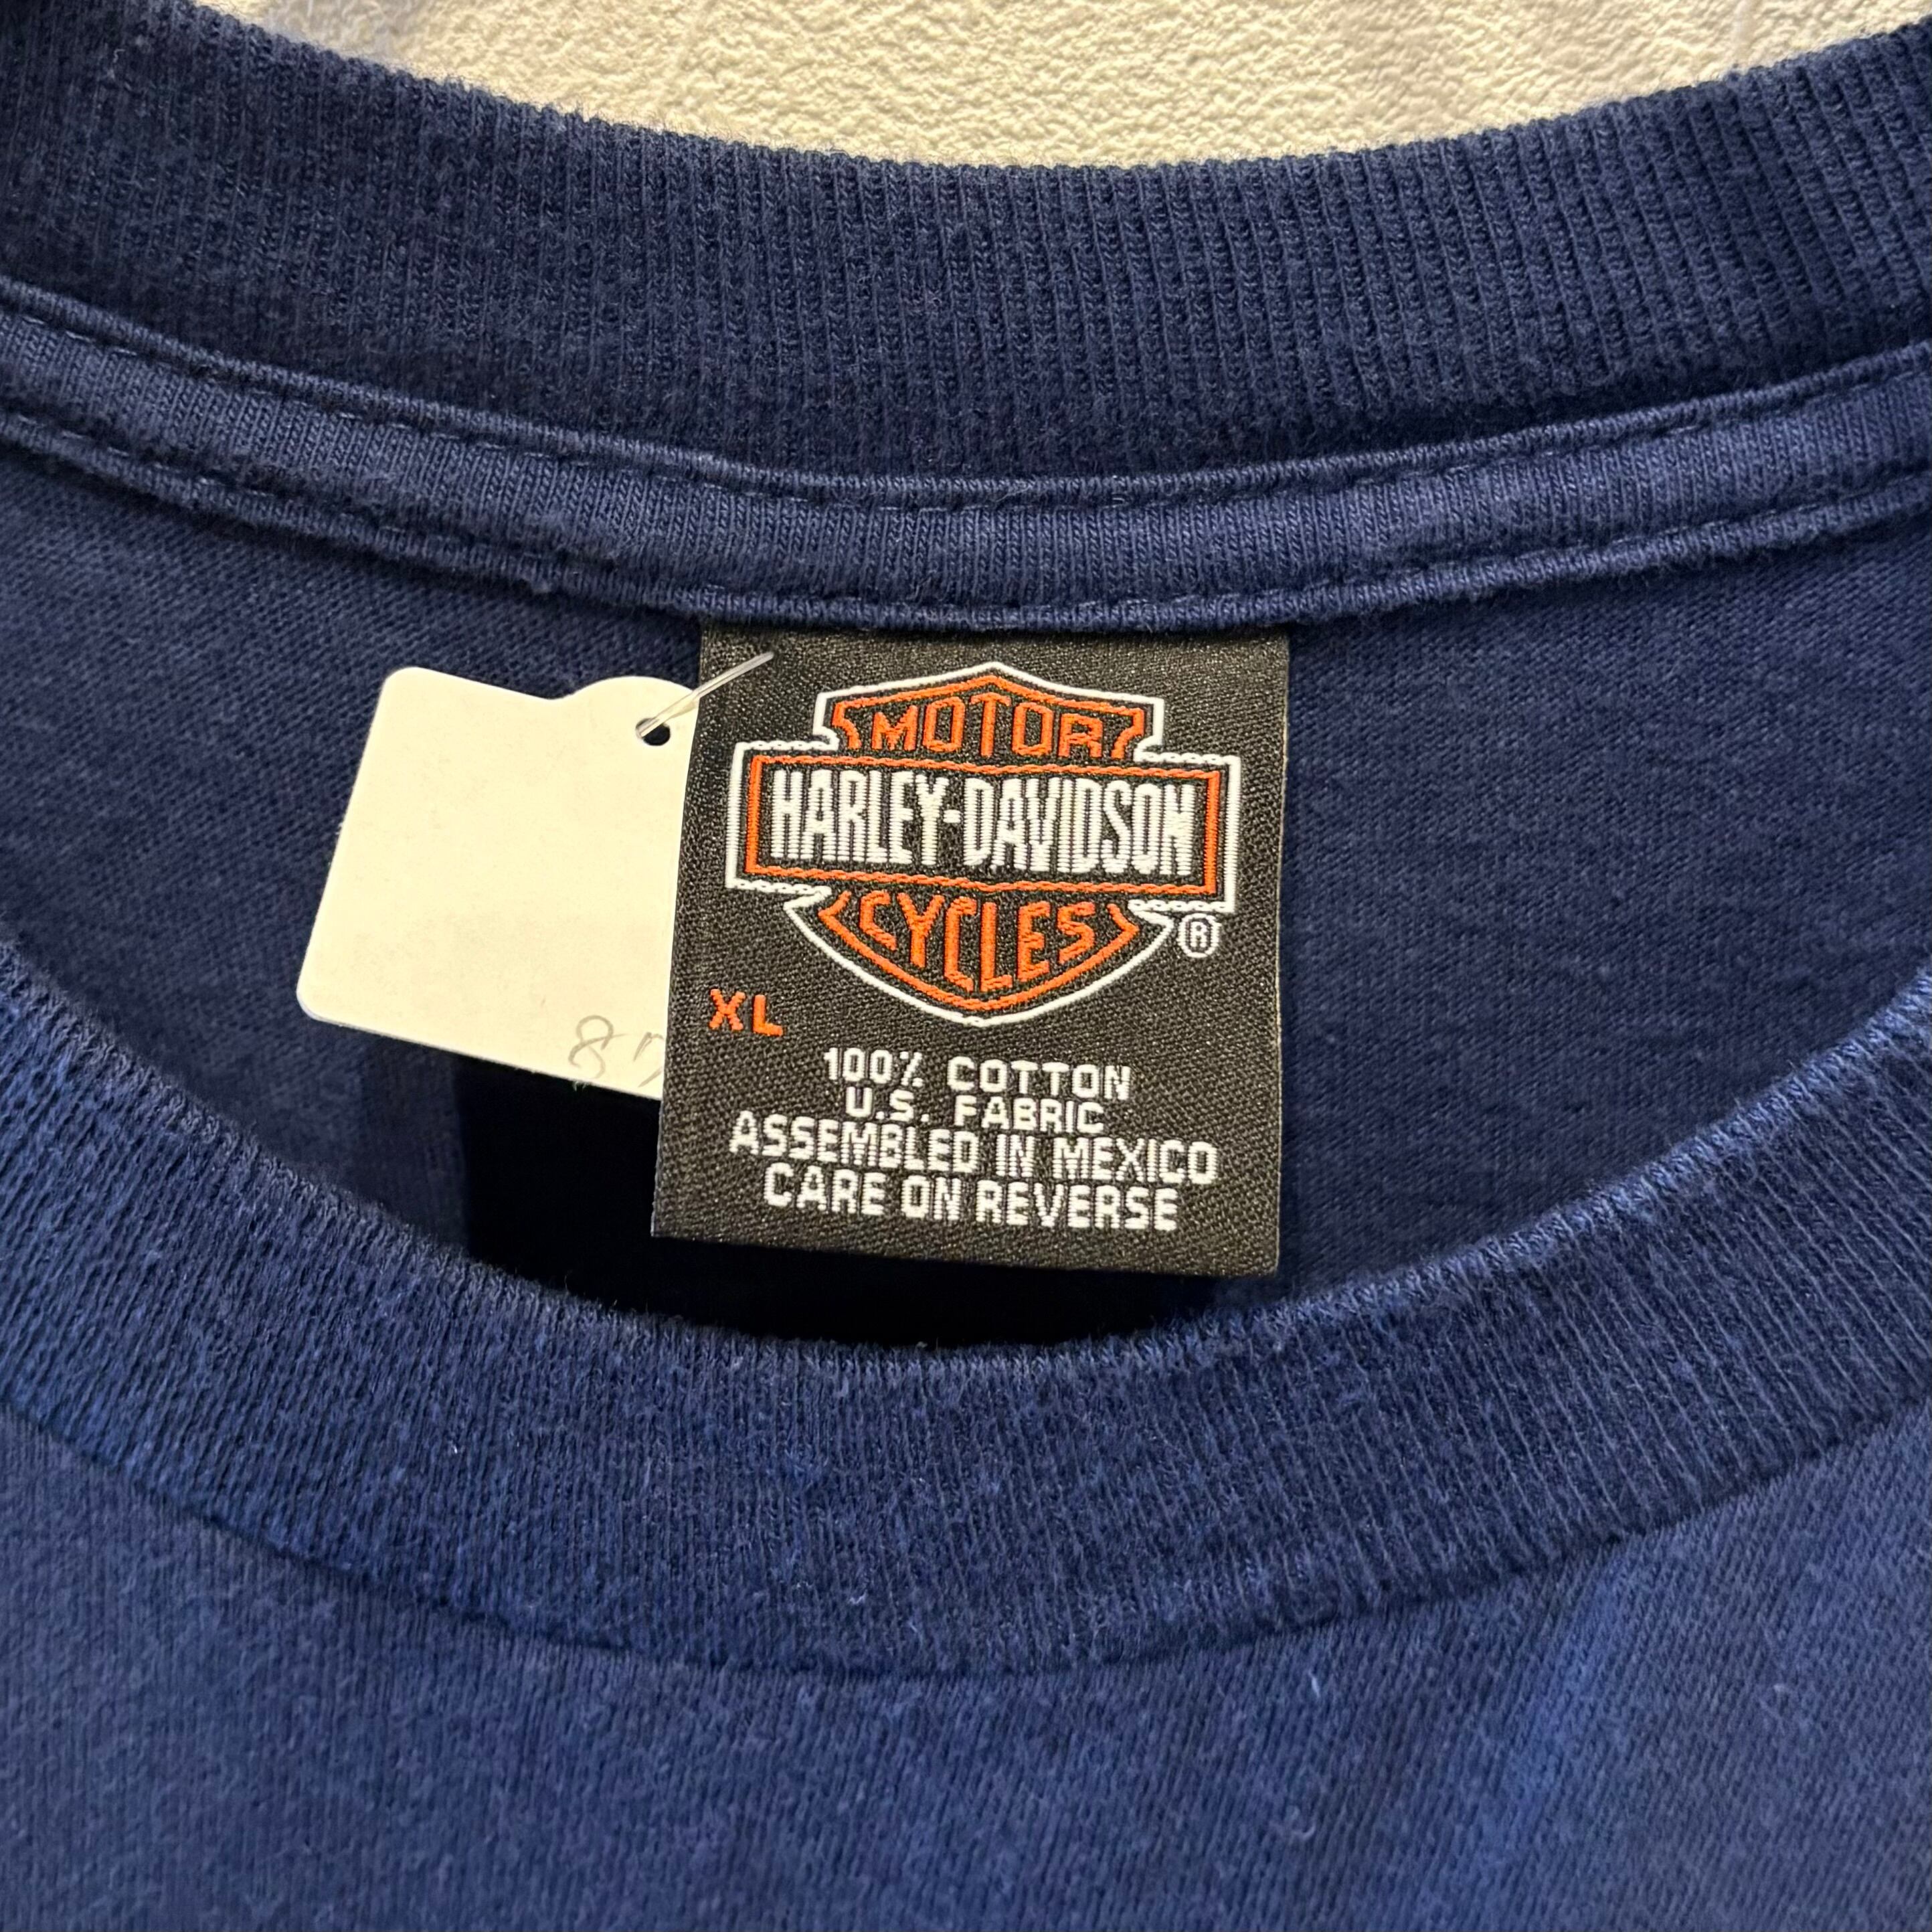 MOTOR
HARLEY-DAVIDSON
CYCLES
®
XL
100% COTTON
U.S. FABRIC
ASSEMBLED IN MEXICO
CARE ON REVERSE